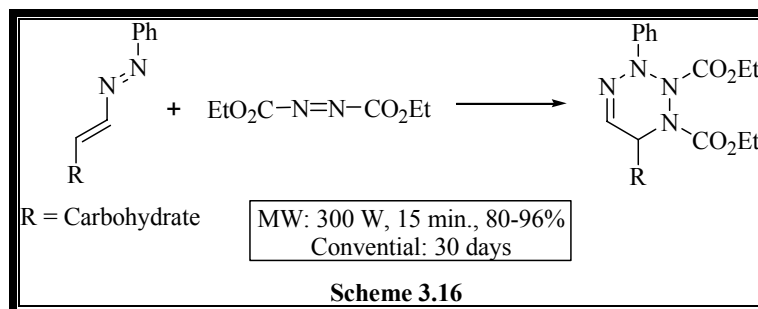 Ph
N
N
+
EtO₂C–N=N–CO₂Et
R
Ph
N
N
N
N
CO₂Et
CO₂Et
R
R = Carbohydrate
MW: 300 W, 15 min., 80-96%
Convential: 30 days
Scheme 3.16